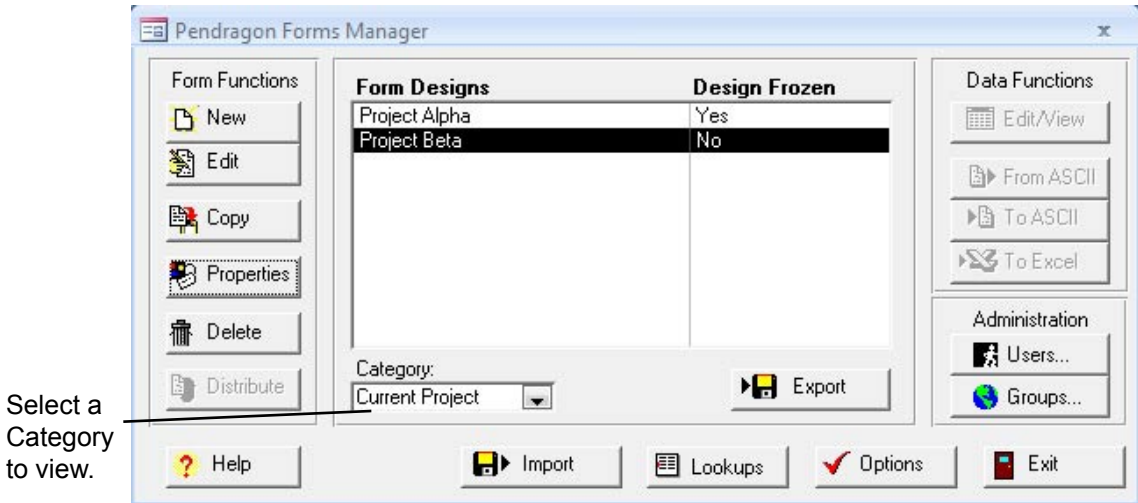 Pendragon Forms Manager
x
Form Functions
New
Edit
Copy
Properties
Delete
Distribute
Form Designs Design Frozen
Project Alpha Yes
Project Beta No
Category:
Current Project
Export
Data Functions
Edit/View
From ASCII
To ASCII
To Excel
Administration
Users...
Groups...
Select a
Category
to view.
? Help
Import
Lookups
Options
Exit